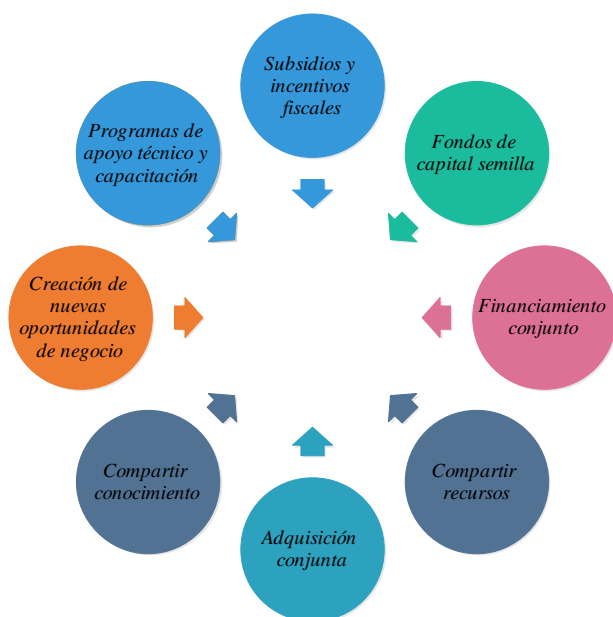 Subsidios y
incentivos
fiscales
Fondos de
capital semilla
Financiamiento
conjunto
Compartir
recursos
Adquisición
conjunta
Compartir
conocimiento
Creación de
nuevas
oportunidades
de negocio
Programas de
apoyo técnico y
capacitación